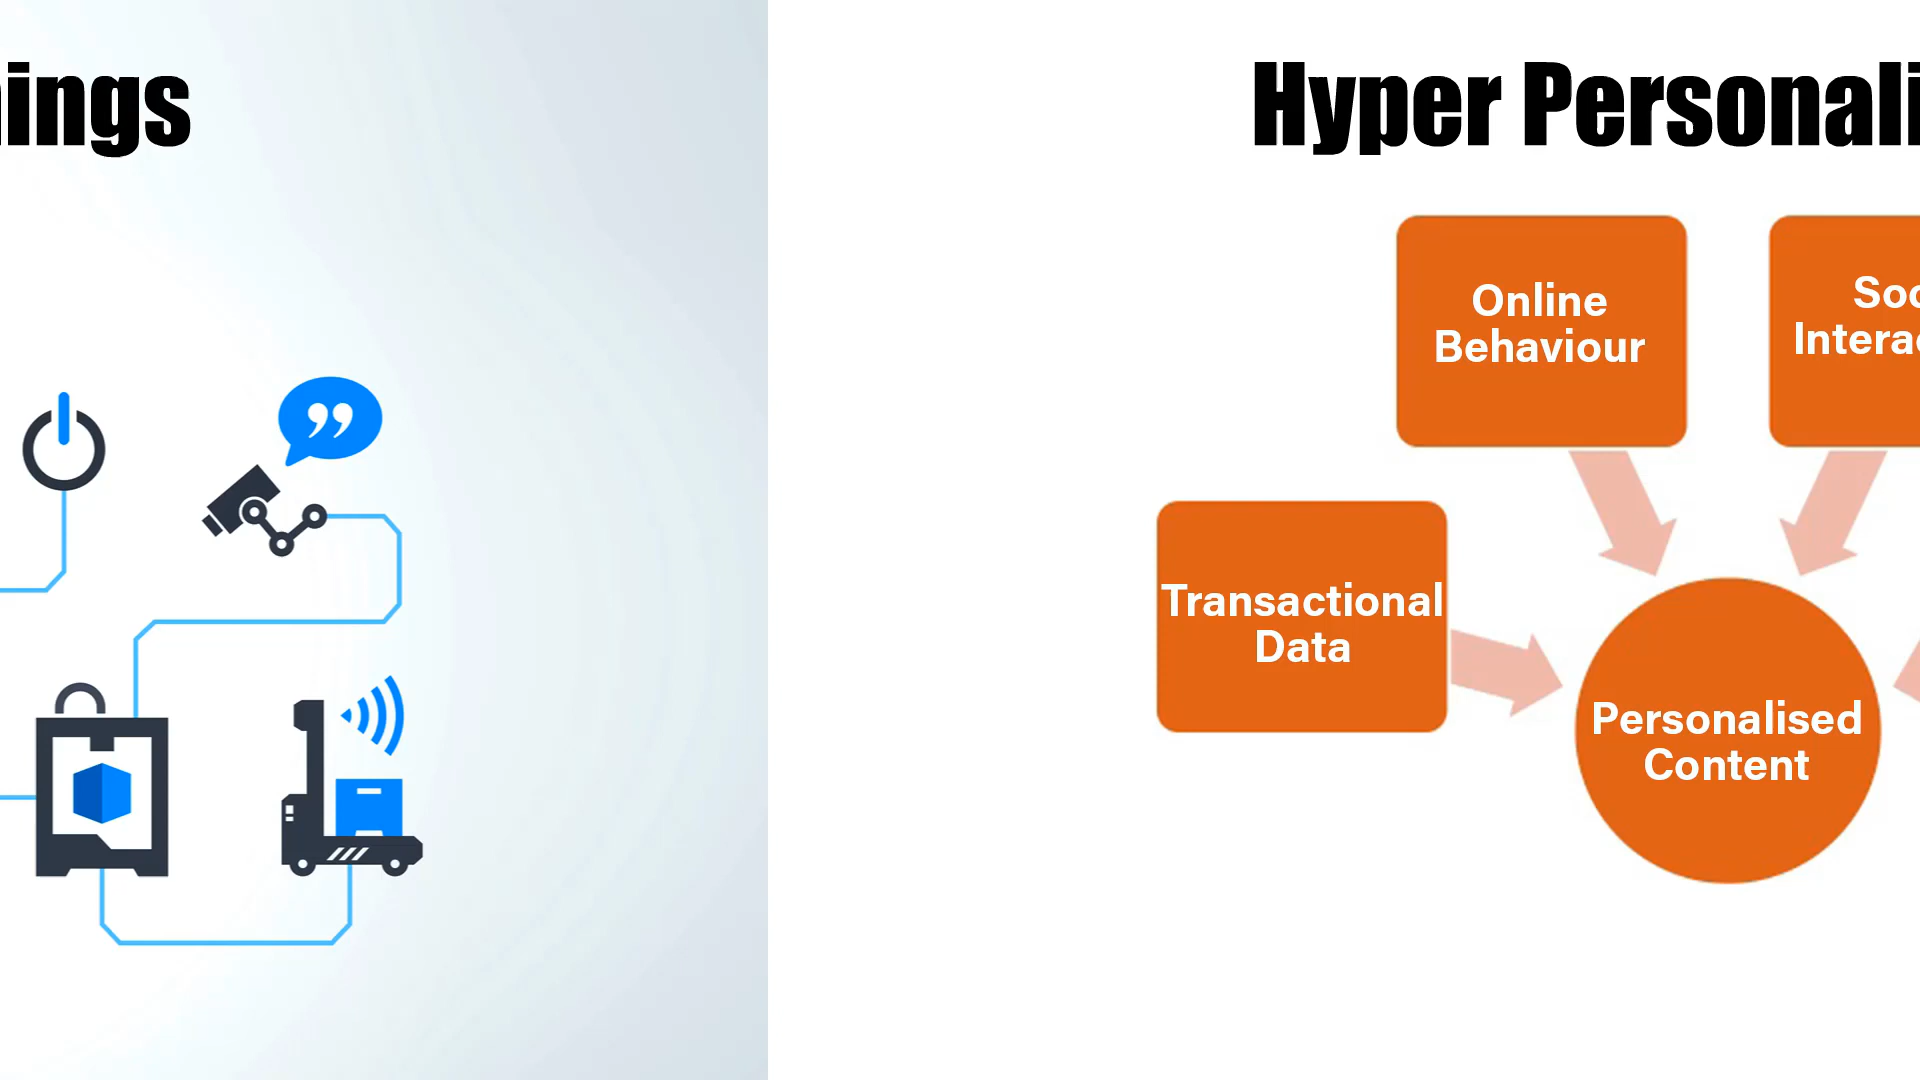 ings
Hyper Personali
Online
Behaviour
Soc
Interac
Transactional
Data
Personalised
Content